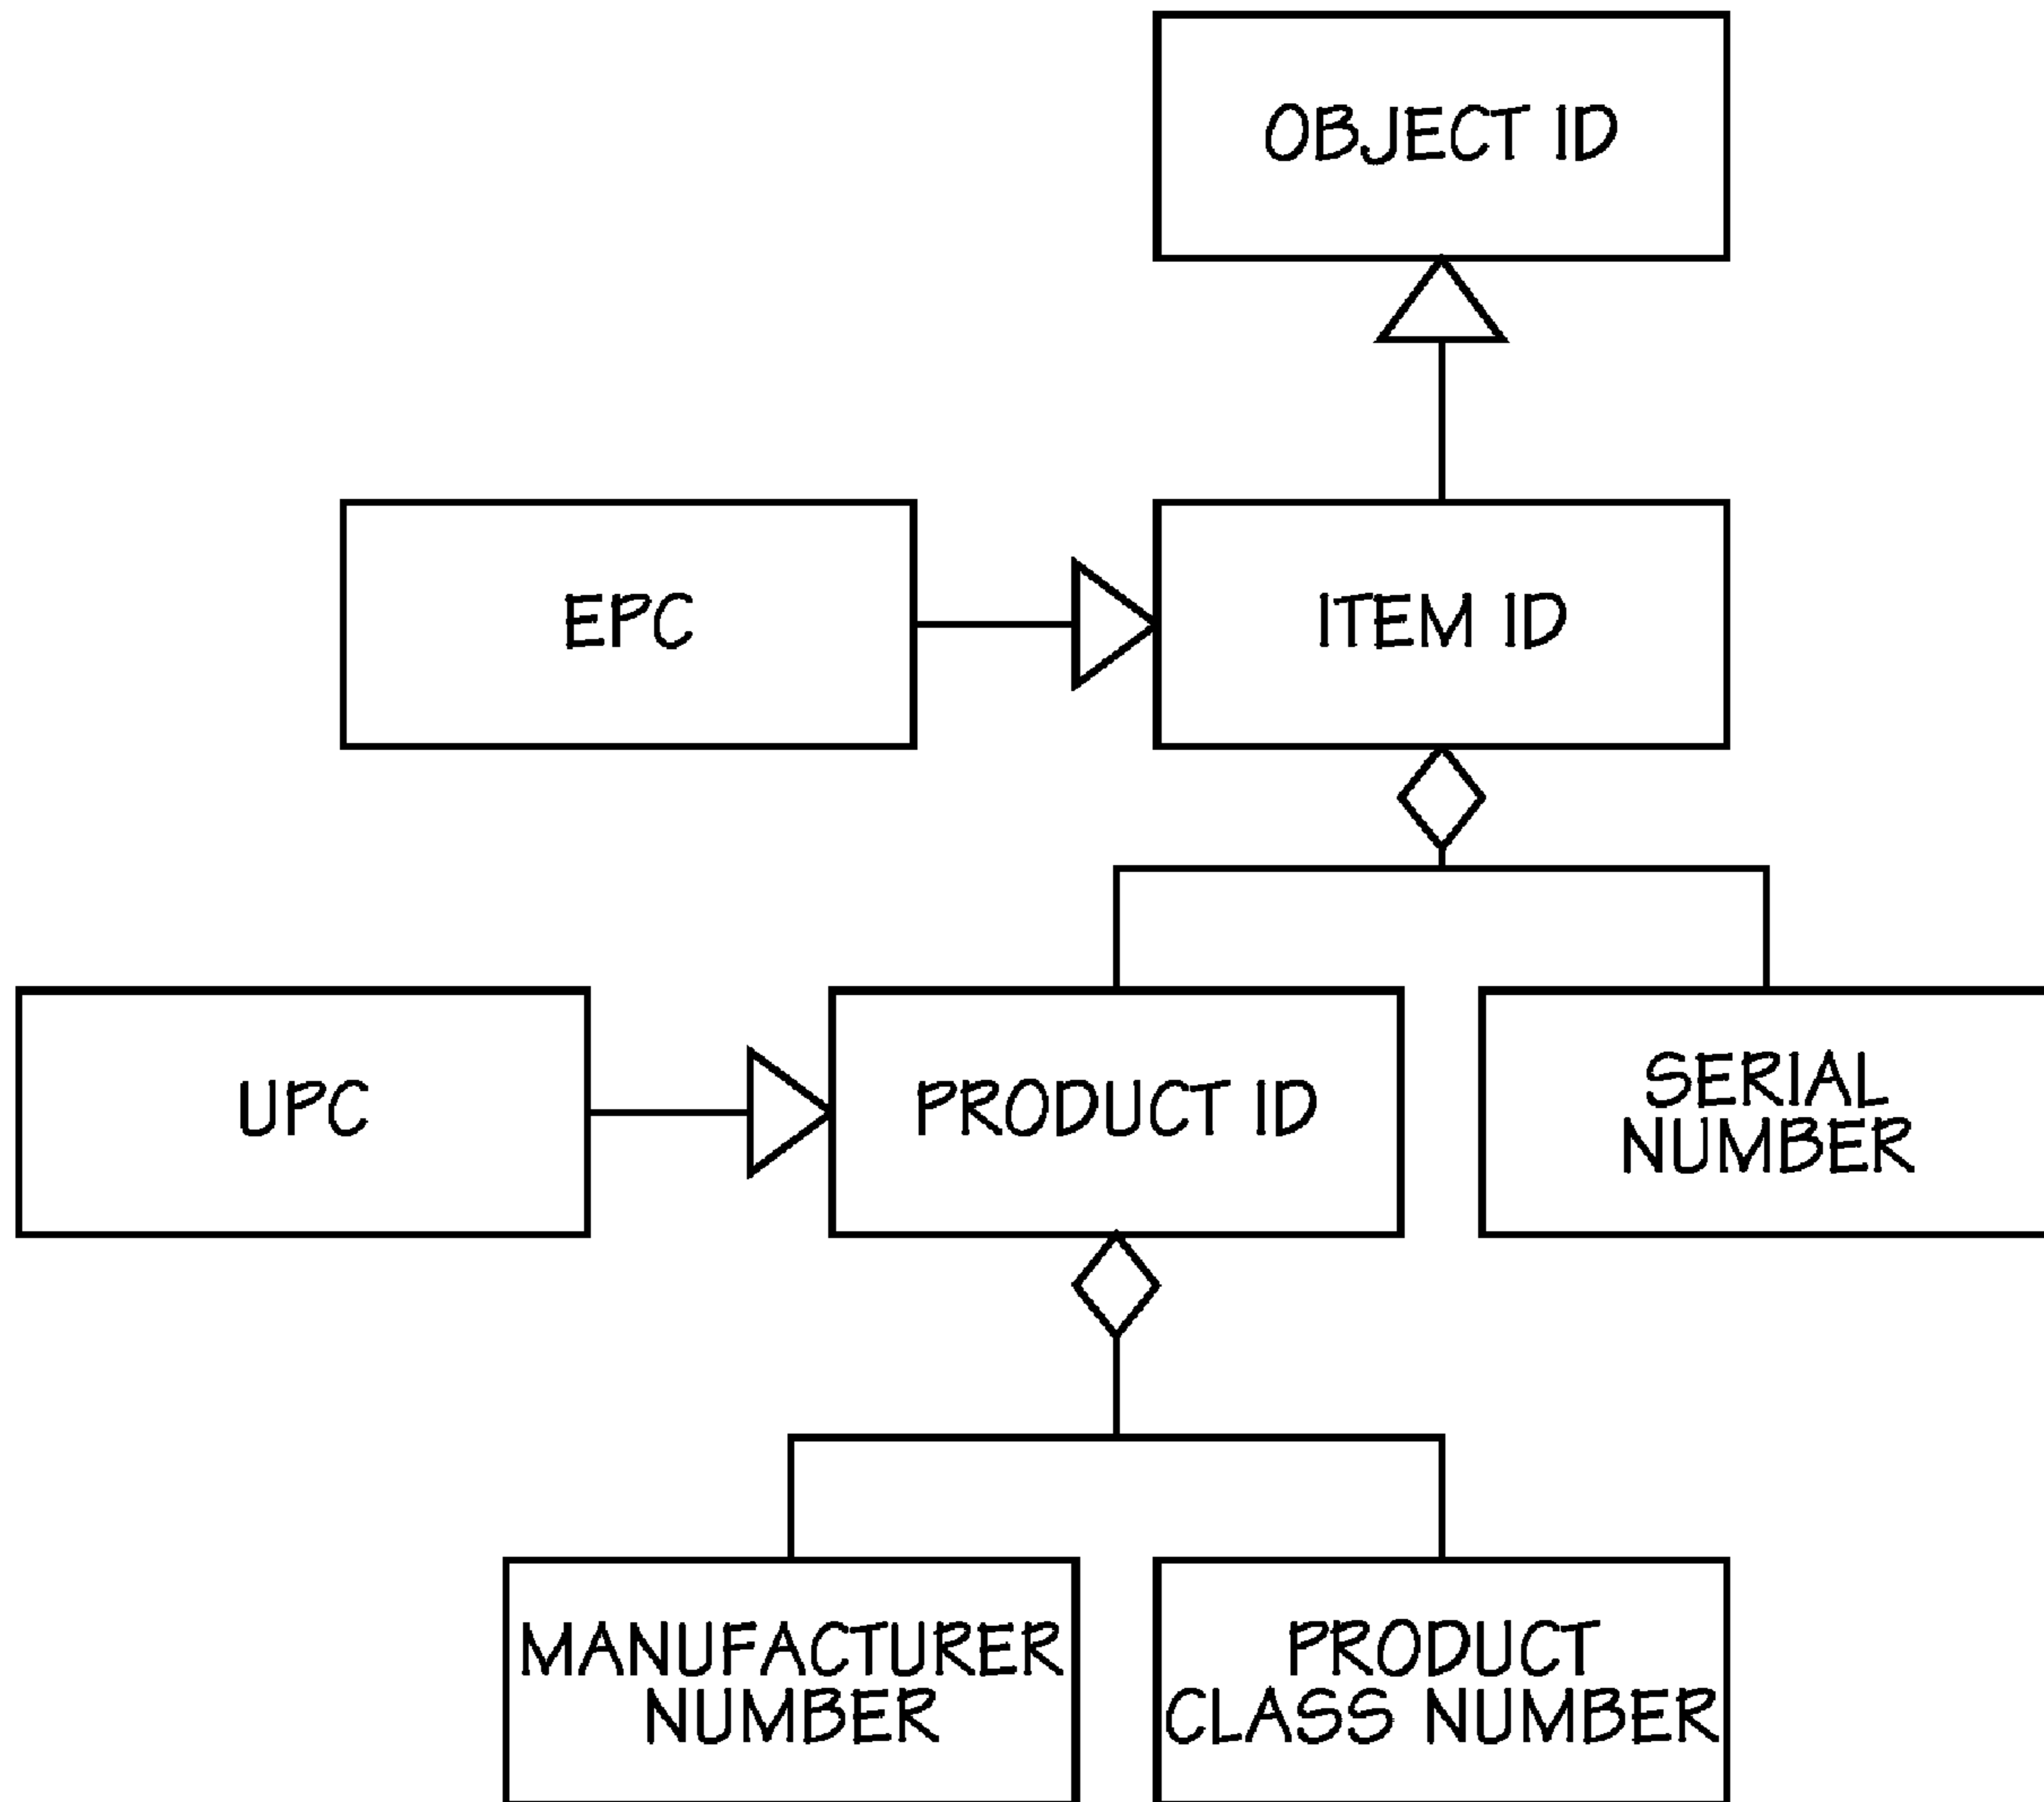 OBJECT ID
EPC
ITEM ID
UPC
PRODUCT ID
SERIAL
NUMBER
MANUFACTURER
NUMBER
PRODUCT
CLASS NUMBER